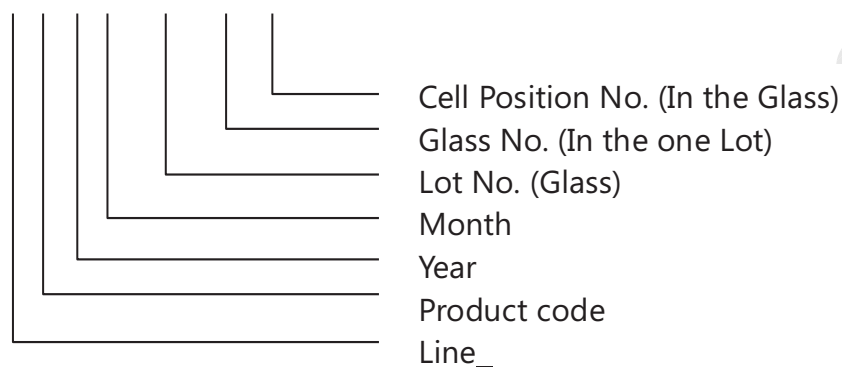 Cell Position No. (In the Glass)
Glass No. (In the one Lot)
Lot No. (Glass)
Month
Year
Product code
Line_